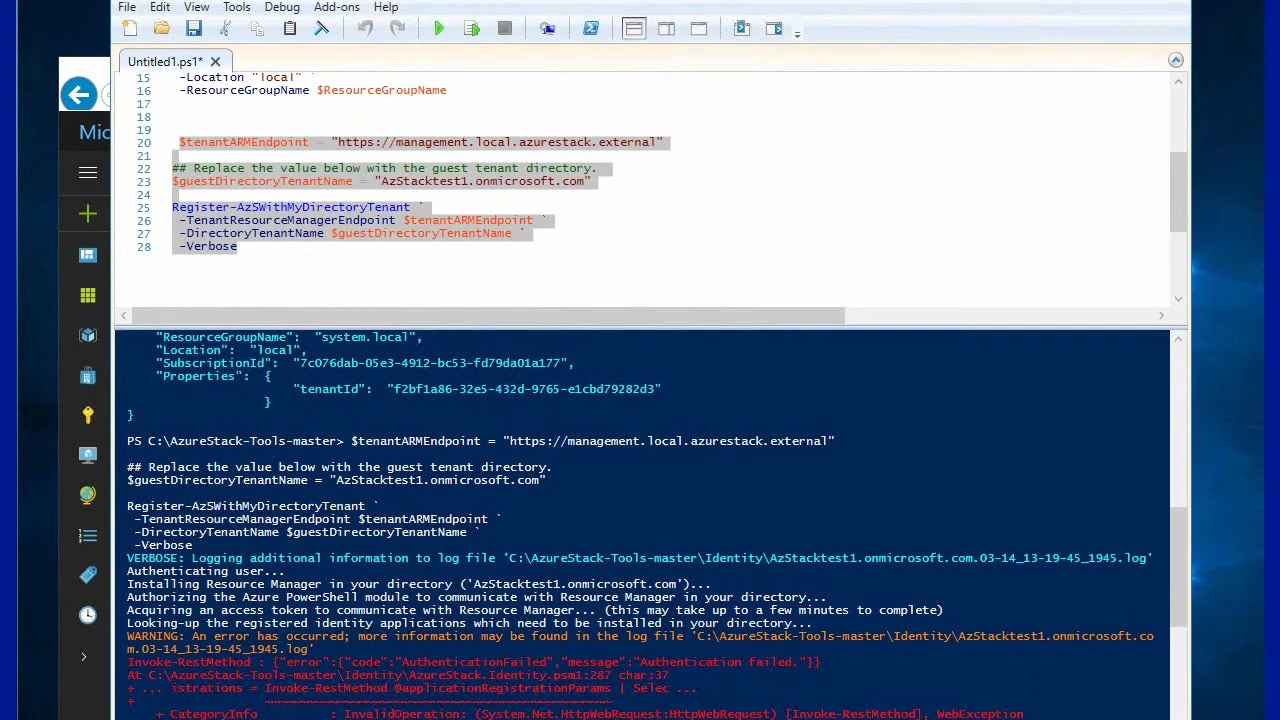 File Edit View Tools Debug Add-ons Help
Untitled1.ps1*
Mic
15 -Location "local" `
16 -ResourceGroupName $ResourceGroupName
17
18
19
20 $tenantARMEndpoint = "https://management.local.azurestack.external"
21
22 ## Replace the value below with the guest tenant directory.
23 $guestDirectoryTenantName = "AzStacktest1.onmicrosoft.com"
24
25 Register-AzSWithMyDirectoryTenant `
26 -TenantResourceManagerEndpoint $tenantARMEndpoint `
27 -DirectoryTenantName $guestDirectoryTenantName `
28 -Verbose
"ResourceGroupName": "system.local",
"Location": "local",
"SubscriptionId": "7c076dab-05e3-4912-bc53-fd79da01a177",
"Properties": {
"tenantId": "f2bf1a86-32e5-432d-9765-e1cbd79282d3"
}
}
PS C:\AzureStack-Tools-master> $tenantARMEndpoint = "https://management.local.azurestack.external"
## Replace the value below with the guest tenant directory.
$guestDirectoryTenantName = "AzStacktest1.onmicrosoft.com"
Register-AzSWithMyDirectoryTenant `
-TenantResourceManagerEndpoint $tenantARMEndpoint `
-DirectoryTenantName $guestDirectoryTenantName `
-Verbose
VERBOSE: Logging additional information to log file 'C:\AzureStack-Tools-master\Identity\AzStacktest1.onmicrosoft.com.03-14_13-19-45_1945.log'
Authenticating user...
Installing Resource Manager in your directory ('AzStacktest1.onmicrosoft.com')...
Authorizing the Azure PowerShell module to communicate with Resource Manager in your directory...
Acquiring an access token to communicate with Resource Manager... (this may take up to a few minutes to complete)
Looking-up the registered identity applications which need to be installed in your directory...
WARNING: An error has occurred; more information may be found in the log file 'C:\AzureStack-Tools-master\Identity\AzStacktest1.onmicrosoft.co
m.03-14_13-19-45_1945.log'
Invoke-RestMethod : {"error":{"code":"AuthenticationFailed","message":"Authentication failed."}}
At C:\AzureStack-Tools-master\Identity\AzureStack.Identity.psm1:287 char:37
+ ... istrations = Invoke-RestMethod @applicationRegistrationParams | Selec ...
+ ~~~~~~~~~~~~~~~~~~~~~~~~~~~~~~~~~~~~~~~~~~~~~~~~
+ CategoryInfo : InvalidOperation: (System.Net.HttpWebRequest:HttpWebRequest) [Invoke-RestMethod], WebException